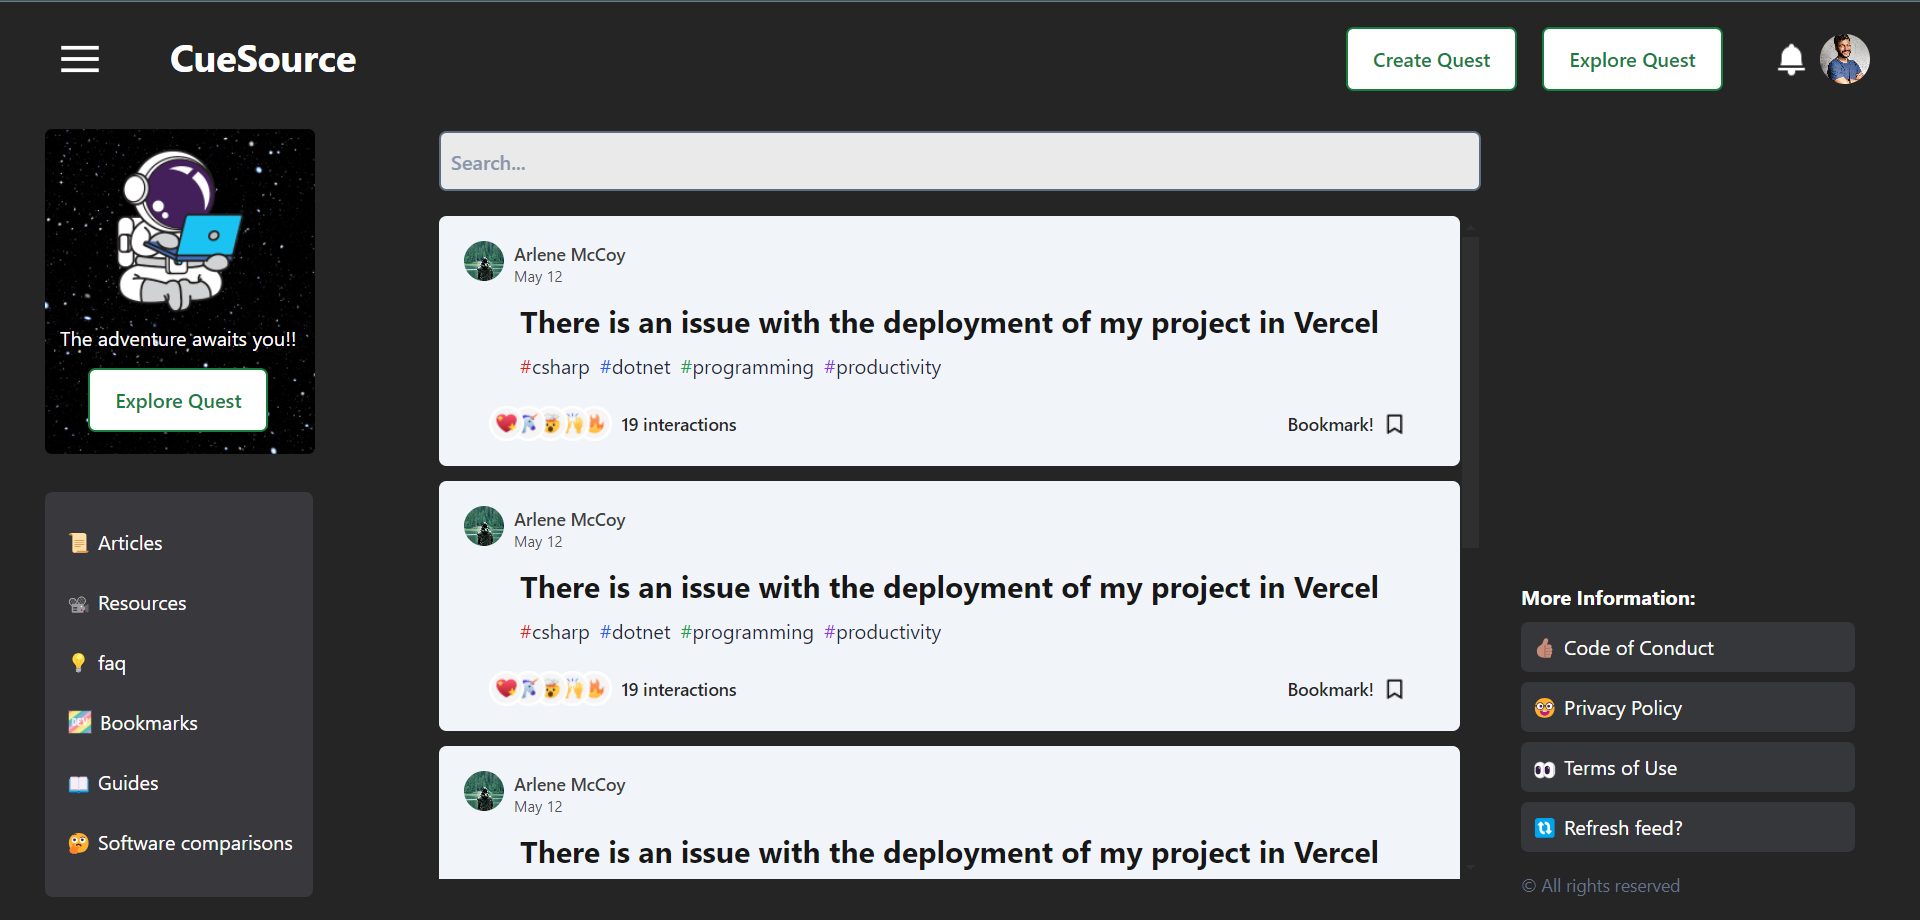 CueSource
Create Quest
Explore Quest
The adventure awaits you!!
Explore Quest
Articles
Resources
faq
DEV Bookmarks
Guides
Software comparisons
Search...
Arlene McCoy
May 12
There is an issue with the deployment of my project in Vercel
#csharp #dotnet #programming #productivity
19 interactions
Bookmark!
Arlene McCoy
May 12
There is an issue with the deployment of my project in Vercel
#csharp #dotnet #programming #productivity
19 interactions
Bookmark!
Arlene McCoy
May 12
There is an issue with the deployment of my project in Vercel
More Information:
Code of Conduct
Privacy Policy
Terms of Use
Refresh feed?
© All rights reserved